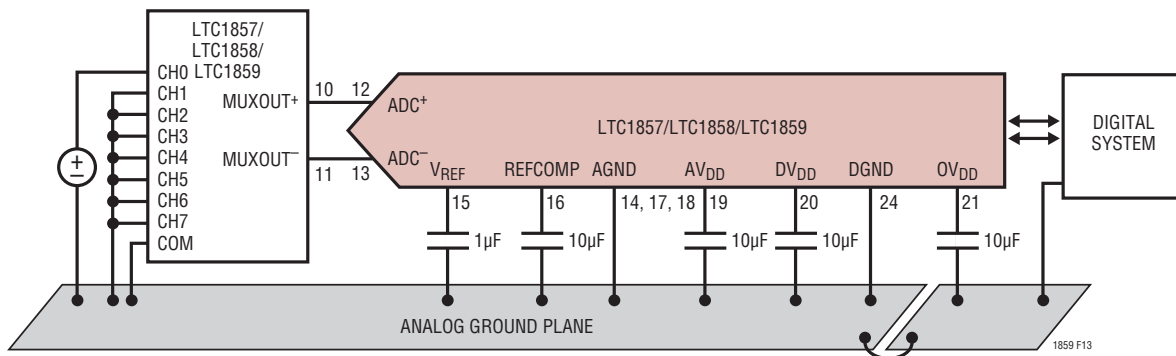 LTC1857/
LTC1858/
LTC1859
CH0
CH1
CH2
CH3
CH4
CH5
CH6
CH7
COM
MUXOUT+
MUXOUT–
10 12
11 13
ADC+
ADC–
LTC1857/LTC1858/LTC1859
VREF REFCOMP AGND AVDD DVDD DGND OVDD
15 16 14, 17, 18 19 20 24 21
1µF 10µF 10µF 10µF 10µF
DIGITAL
SYSTEM
+
–
ANALOG GROUND PLANE
1859 F13